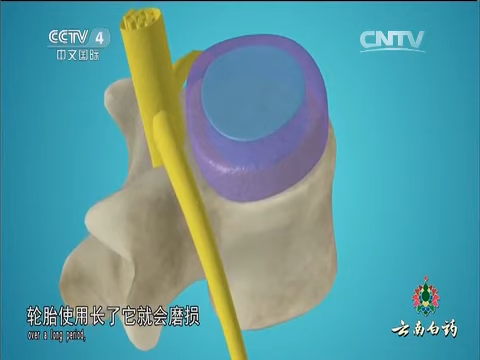 CCTV 4
中文国际
CNTV
轮胎使用长了它就会磨损
over a long period,
云南白药